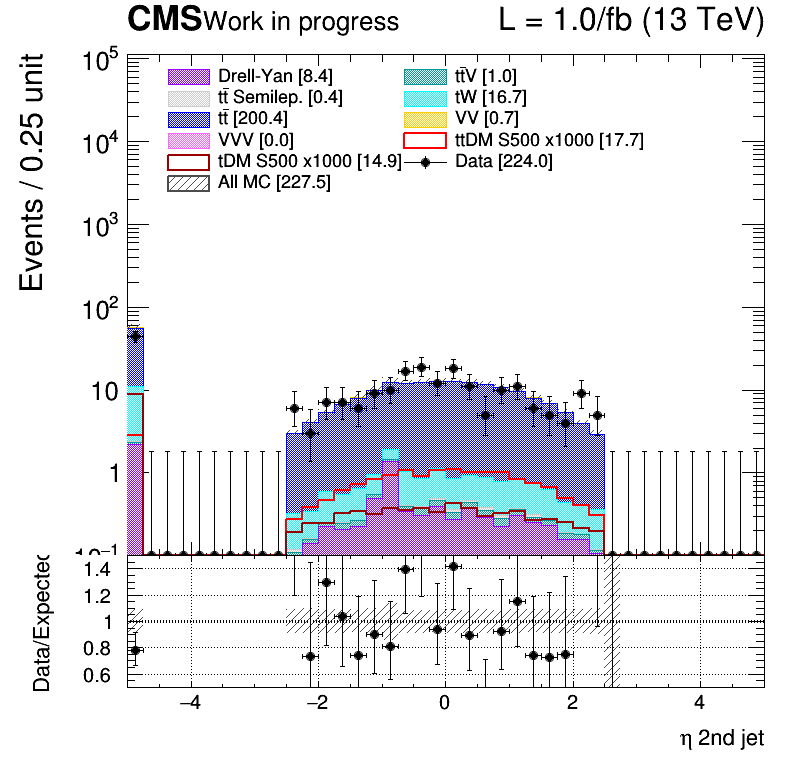 CMS Work in progress L = 1.0/fb (13 TeV)
Events / 0.25 unit
10⁵
10⁴
10³
10²
10
1
10⁻¹
Drell-Yan [8.4] tt̄V [1.0]
tt̄ Semilep. [0.4] tW [16.7]
tt̄ [200.4] VV [0.7]
VVV [0.0] ttDM S500 x1000 [17.7]
tDM S500 x1000 [14.9] Data [224.0]
All MC [227.5]
Data/Expected
1.4
1.2
1
0.8
0.6
−4 −2 0 2 4
η 2nd jet